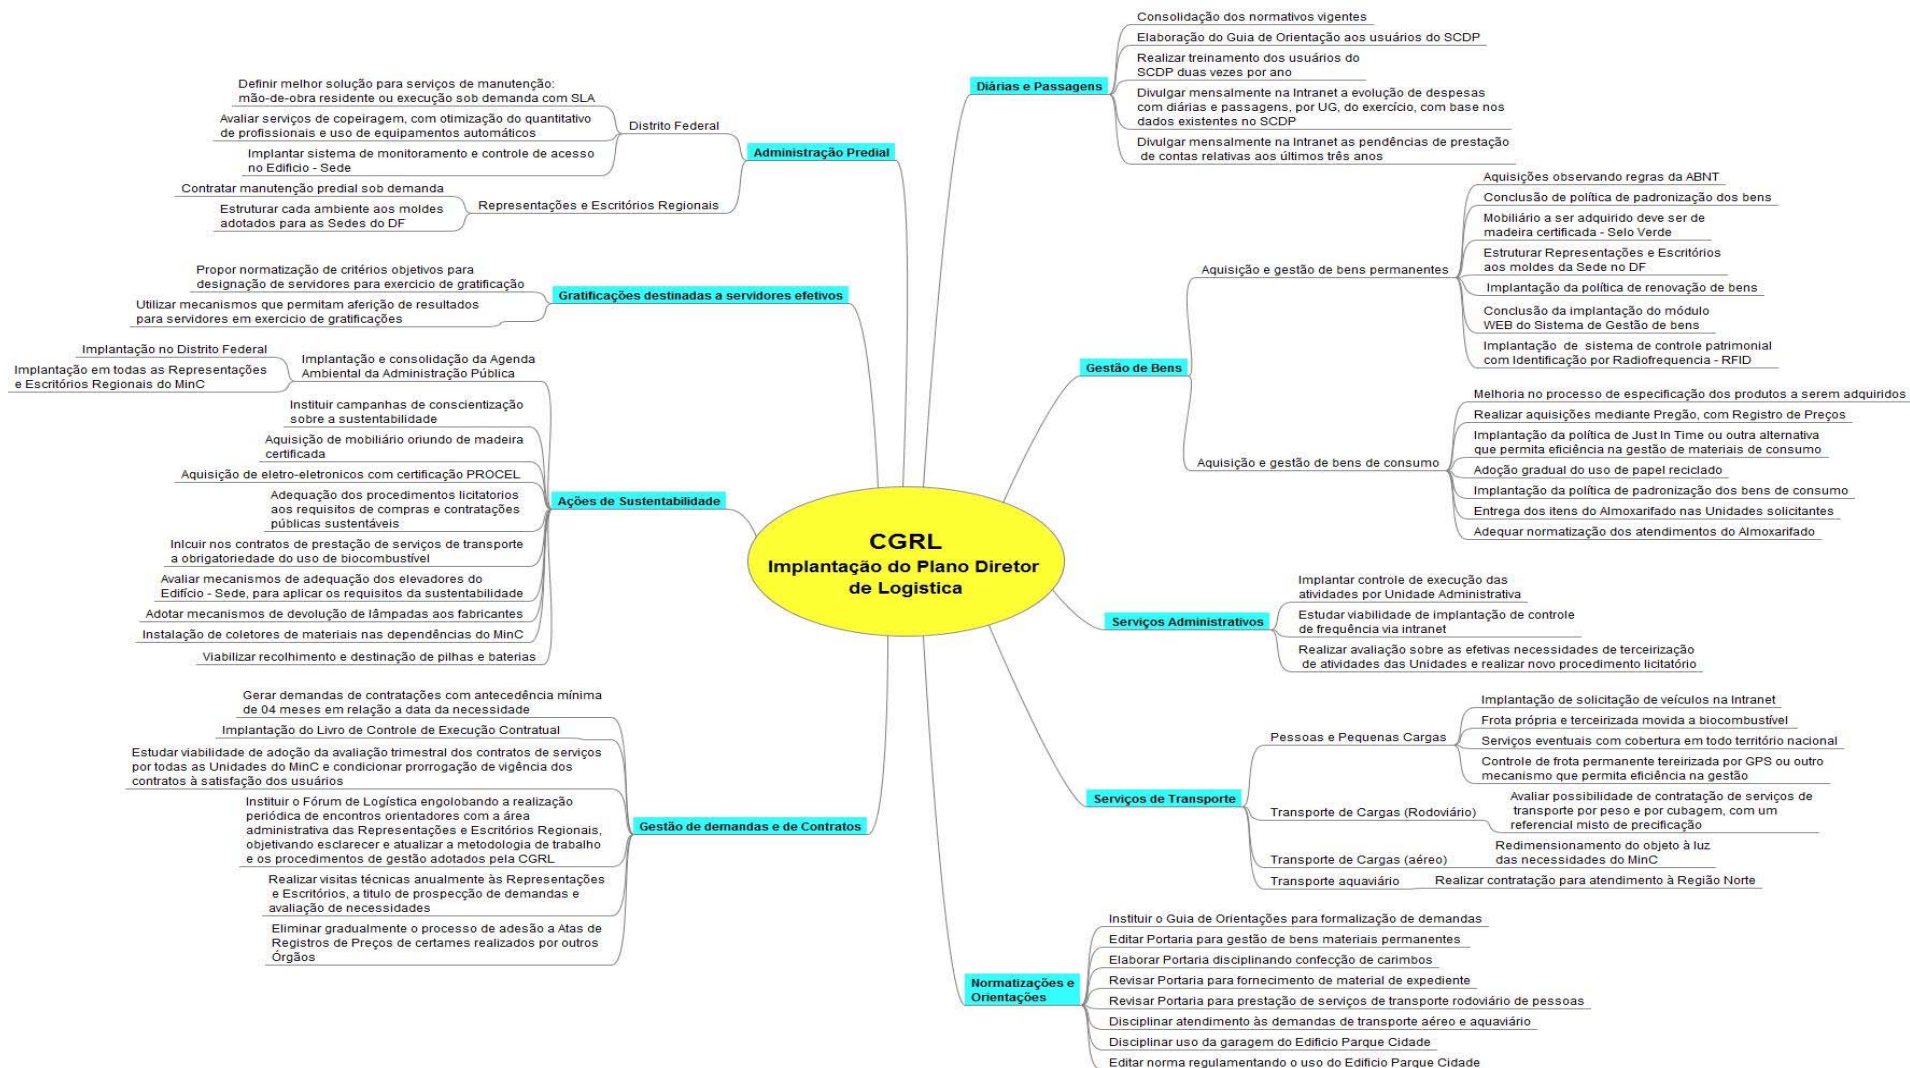 CGRL
Implantação do Plano Diretor
de Logistica
Diárias e Passagens
Consolidação dos normativos vigentes
Elaboração do Guia de Orientação aos usuários do SCDP
Realizar treinamento dos usuários do
SCDP duas vezes por ano
Divulgar mensalmente na Intranet a evolução de despesas
com diárias e passagens, por UG, do exercício, com base nos
dados existentes no SCDP
Divulgar mensalmente na Intranet as pendências de prestação
de contas relativas aos últimos três anos
Gestão de Bens
Aquisição e gestão de bens permanentes
Aquisições observando regras da ABNT
Conclusão de política de padronização dos bens
Mobiliário a ser adquirido deve ser de
madeira certificada - Selo Verde
Estruturar Representações e Escritórios
aos moldes da Sede no DF
Implantação da política de renovação de bens
Conclusão da implantação do módulo
WEB do Sistema de Gestão de bens
Implantação de sistema de controle patrimonial
com Identificação por Radiofrequencia - RFID
Aquisição e gestão de bens de consumo
Melhoria no processo de especificação dos produtos a serem adquiridos
Realizar aquisições mediante Pregão, com Registro de Preços
Implantação da política de Just In Time ou outra alternativa
que permita eficiência na gestão de materiais de consumo
Adoção gradual do uso de papel reciclado
Implantação da política de padronização dos bens de consumo
Entrega dos itens do Almoxarifado nas Unidades solicitantes
Adequar normatização dos atendimentos do Almoxarifado
Serviços Administrativos
Implantar controle de execução das
atividades por Unidade Administrativa
Estudar viabilidade de implantação de controle
de frequência via intranet
Realizar avaliação sobre as efetivas necessidades de terceirização
de atividades das Unidades e realizar novo procedimento licitatório
Serviços de Transporte
Pessoas e Pequenas Cargas
Implantação de solicitação de veículos na Intranet
Frota própria e terceirizada movida a biocombustível
Serviços eventuais com cobertura em todo território nacional
Controle de frota permanente tereirizada por GPS ou outro
mecanismo que permita eficiência na gestão
Transporte de Cargas (Rodoviário)
Avaliar possibilidade de contratação de serviços de
transporte por peso e por cubagem, com um
referencial misto de precificação
Transporte de Cargas (aéreo)
Redimensionamento do objeto à luz
das necessidades do MinC
Transporte aquaviário
Realizar contratação para atendimento à Região Norte
Normatizações e
Orientações
Instituir o Guia de Orientações para formalização de demandas
Editar Portaria para gestão de bens materiais permanentes
Elaborar Portaria disciplinando confecção de carimbos
Revisar Portaria para fornecimento de material de expediente
Revisar Portaria para prestação de serviços de transporte rodoviário de pessoas
Disciplinar atendimento às demandas de transporte aéreo e aquaviário
Disciplinar uso da garagem do Edificio Parque Cidade
Editar norma regulamentando o uso do Edificio Parque Cidade
Administração Predial
Distrito Federal
Definir melhor solução para serviços de manutenção:
mão-de-obra residente ou execução sob demanda com SLA
Avaliar serviços de copeiragem, com otimização do quantitativo
de profissionais e uso de equipamentos automáticos
Implantar sistema de monitoramento e controle de acesso
no Edificio - Sede
Representações e Escritórios Regionais
Contratar manutenção predial sob demanda
Estruturar cada ambiente aos moldes
adotados para as Sedes do DF
Gratificações destinadas a servidores efetivos
Propor normatização de critérios objetivos para
designação de servidores para exercicio de gratificação
Utilizar mecanismos que permitam aferição de resultados
para servidores em exercicio de gratificações
Ações de Sustentabilidade
Implantação e consolidação da Agenda
Ambiental da Administração Pública
Implantação no Distrito Federal
Implantação em todas as Representações
e Escritórios Regionais do MinC
Instituir campanhas de conscientização
sobre a sustentabilidade
Aquisição de mobiliário oriundo de madeira
certificada
Aquisição de eletro-eletronicos com certificação PROCEL
Adequação dos procedimentos licitatorios
aos requisitos de compras e contratações
públicas sustentáveis
Inlcuir nos contratos de prestação de serviços de transporte
a obrigatoriedade do uso de biocombustível
Avaliar mecanismos de adequação dos elevadores do
Edifício - Sede, para aplicar os requisitos da sustentabilidade
Adotar mecanismos de devolução de lâmpadas aos fabricantes
Instalação de coletores de materiais nas dependências do MinC
Viabilizar recolhimento e destinação de pilhas e baterias
Gestão de demandas e de Contratos
Gerar demandas de contratações com antecedência mínima
de 04 meses em relação a data da necessidade
Implantação do Livro de Controle de Execução Contratual
Estudar viabilidade de adoção da avaliação trimestral dos contratos de serviços
por todas as Unidades do MinC e condicionar prorrogação de vigência dos
contratos à satisfação dos usuários
Instituir o Fórum de Logística engolobando a realização
periódica de encontros orientadores com a área
administrativa das Representações e Escritórios Regionais,
objetivando esclarecer e atualizar a metodologia de trabalho
e os procedimentos de gestão adotados pela CGRL
Realizar visitas técnicas anualmente às Representações
e Escritórios, a titulo de prospecção de demandas e
avaliação de necessidades
Eliminar gradualmente o processo de adesão a Atas de
Registros de Preços de certames realizados por outros
Órgãos